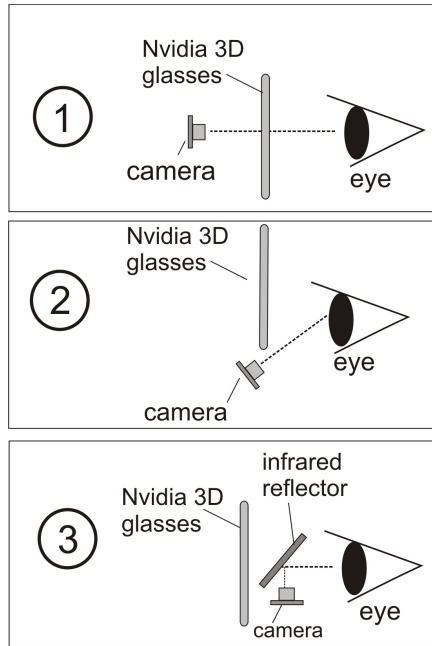 Nvidia 3D
glasses
1
camera
eye
Nvidia 3D
glasses
2
eye
camera
infrared
reflector
Nvidia 3D
glasses
3
eye
camera